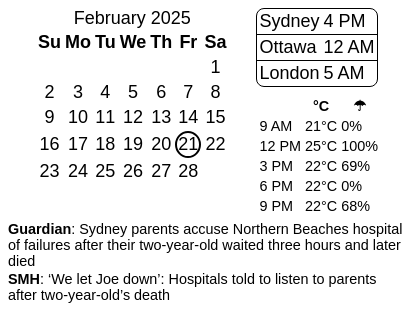 February 2025
Su Mo Tu We Th Fr Sa
1
2 3 4 5 6 7 8
9 10 11 12 13 14 15
16 17 18 19 20 21 22
23 24 25 26 27 28
Sydney 4 PM
Ottawa 12 AM
London 5 AM
°C ☂
9 AM 21°C 0%
12 PM 25°C 100%
3 PM 22°C 69%
6 PM 22°C 0%
9 PM 22°C 68%
Guardian: Sydney parents accuse Northern Beaches hospital
of failures after their two-year-old waited three hours and later
died
SMH: ‘We let Joe down’: Hospitals told to listen to parents
after two-year-old’s death